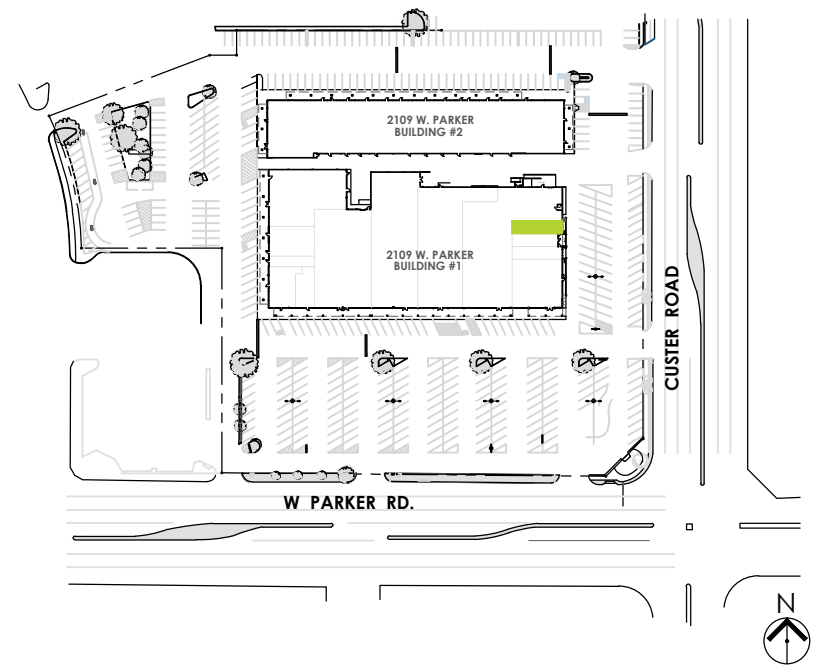 2109 W. PARKER
BUILDING #2
2109 W. PARKER
BUILDING #1
CUSTER ROAD
W PARKER RD.
N